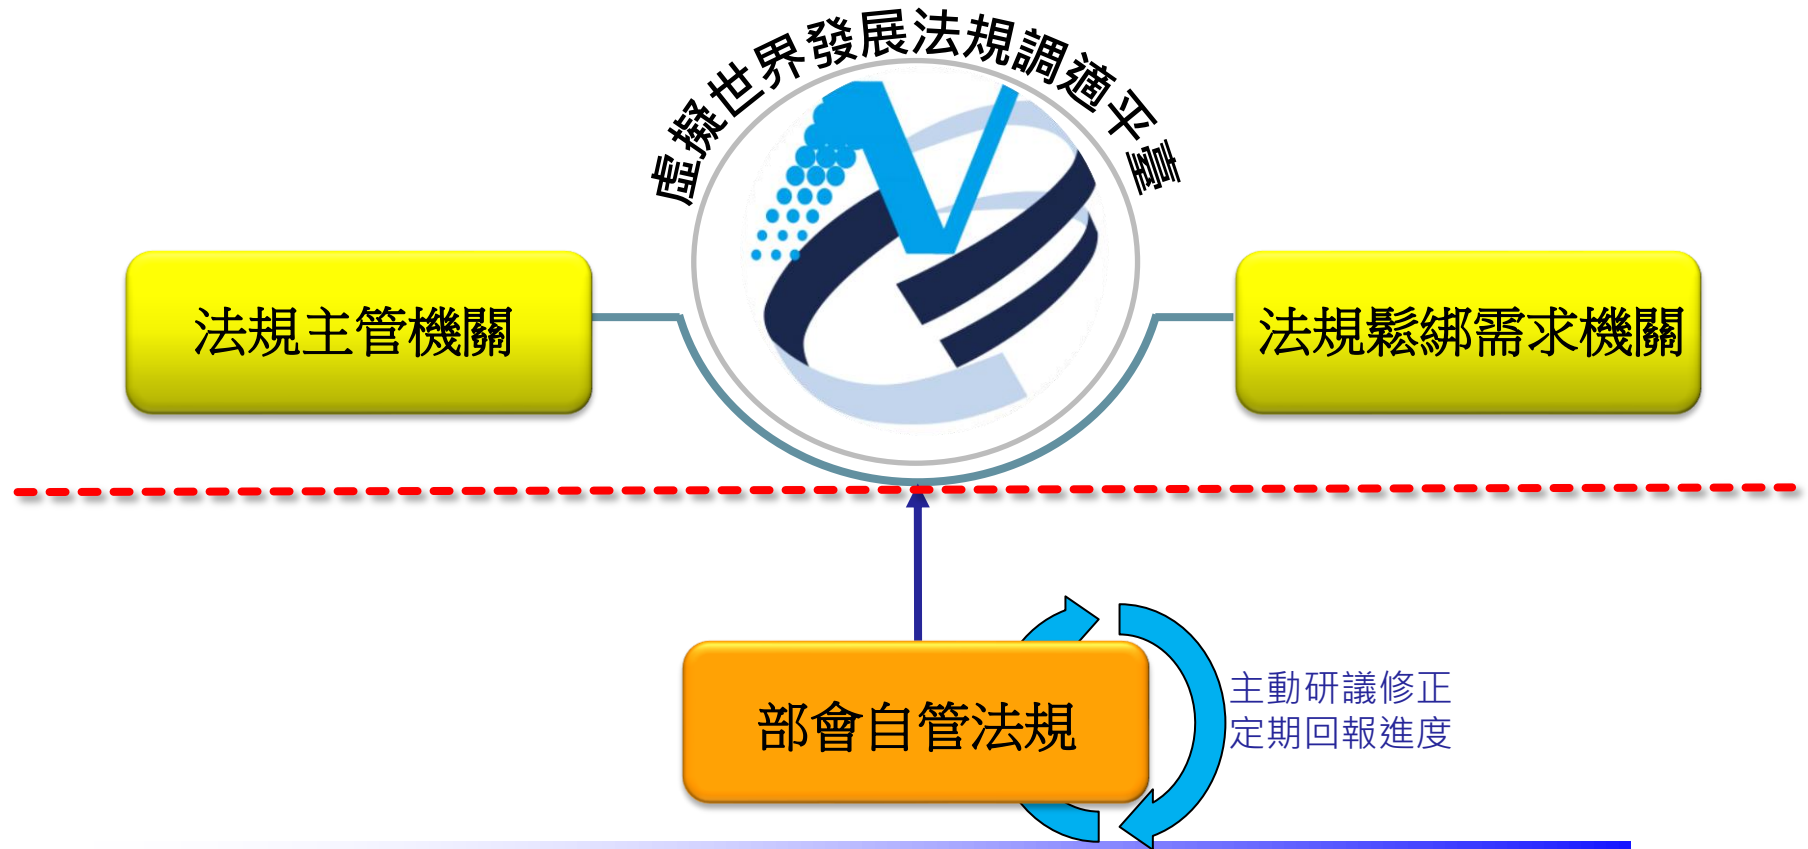 虛擬世界發展法規調適平臺
法規主管機關
法規鬆綁需求機關
部會自管法規
主動研議修正
定期回報進度